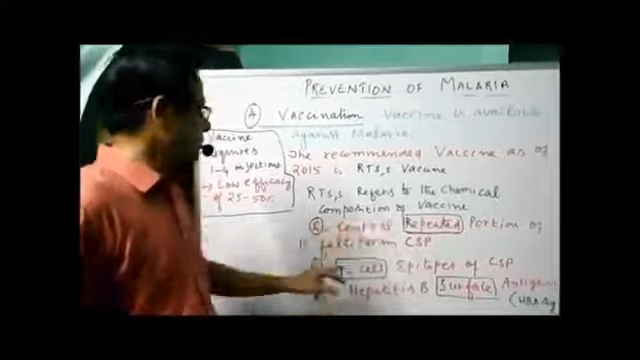 PREVENTION OF MALARIA
A VACCINATION Vaccine is available
against Malaria.
The recommended Vaccine as of
2015 is RTS,S Vaccine
RTS,S Refers to the Chemical
composition of vaccine
Repeated Portion of
falciparum CSP
T-cell Epitopes of CSP
Hepatitis B Surface Antigen
(HBsAg
Vaccine
Requires
1-4 injections
→ Low efficacy
of 25-50%